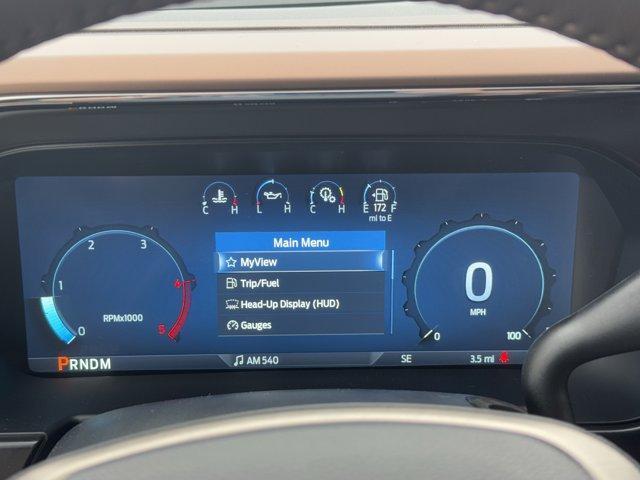 C H L H C H E 172 F
mi to E
Main Menu
MyView
Trip/Fuel
Head-Up Display (HUD)
Gauges
2 3
1 4
RPMx1000
0 5
0
MPH
0 100
PRNDM
AM 540
SE
3.5 mi